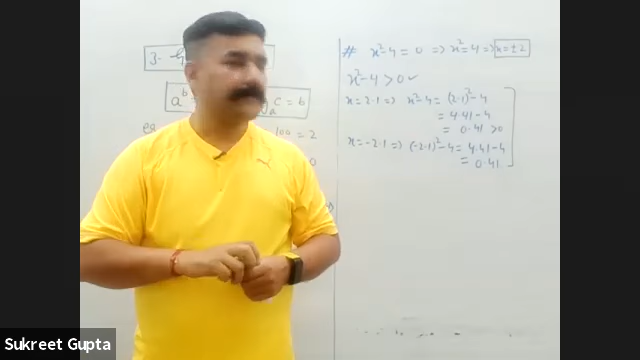 3.
a^b
c = b
a
eg
100 = 2
# x²-4 = 0 => x² = 4 => x = ±2
x²-4 > 0 ✓
x = 2.1 => x²-4 = (2.1)²-4
= 4.41-4
= 0.41 > 0
x = -2.1 => (-2.1)²-4 = 4.41-4
= 0.41
Sukreet Gupta